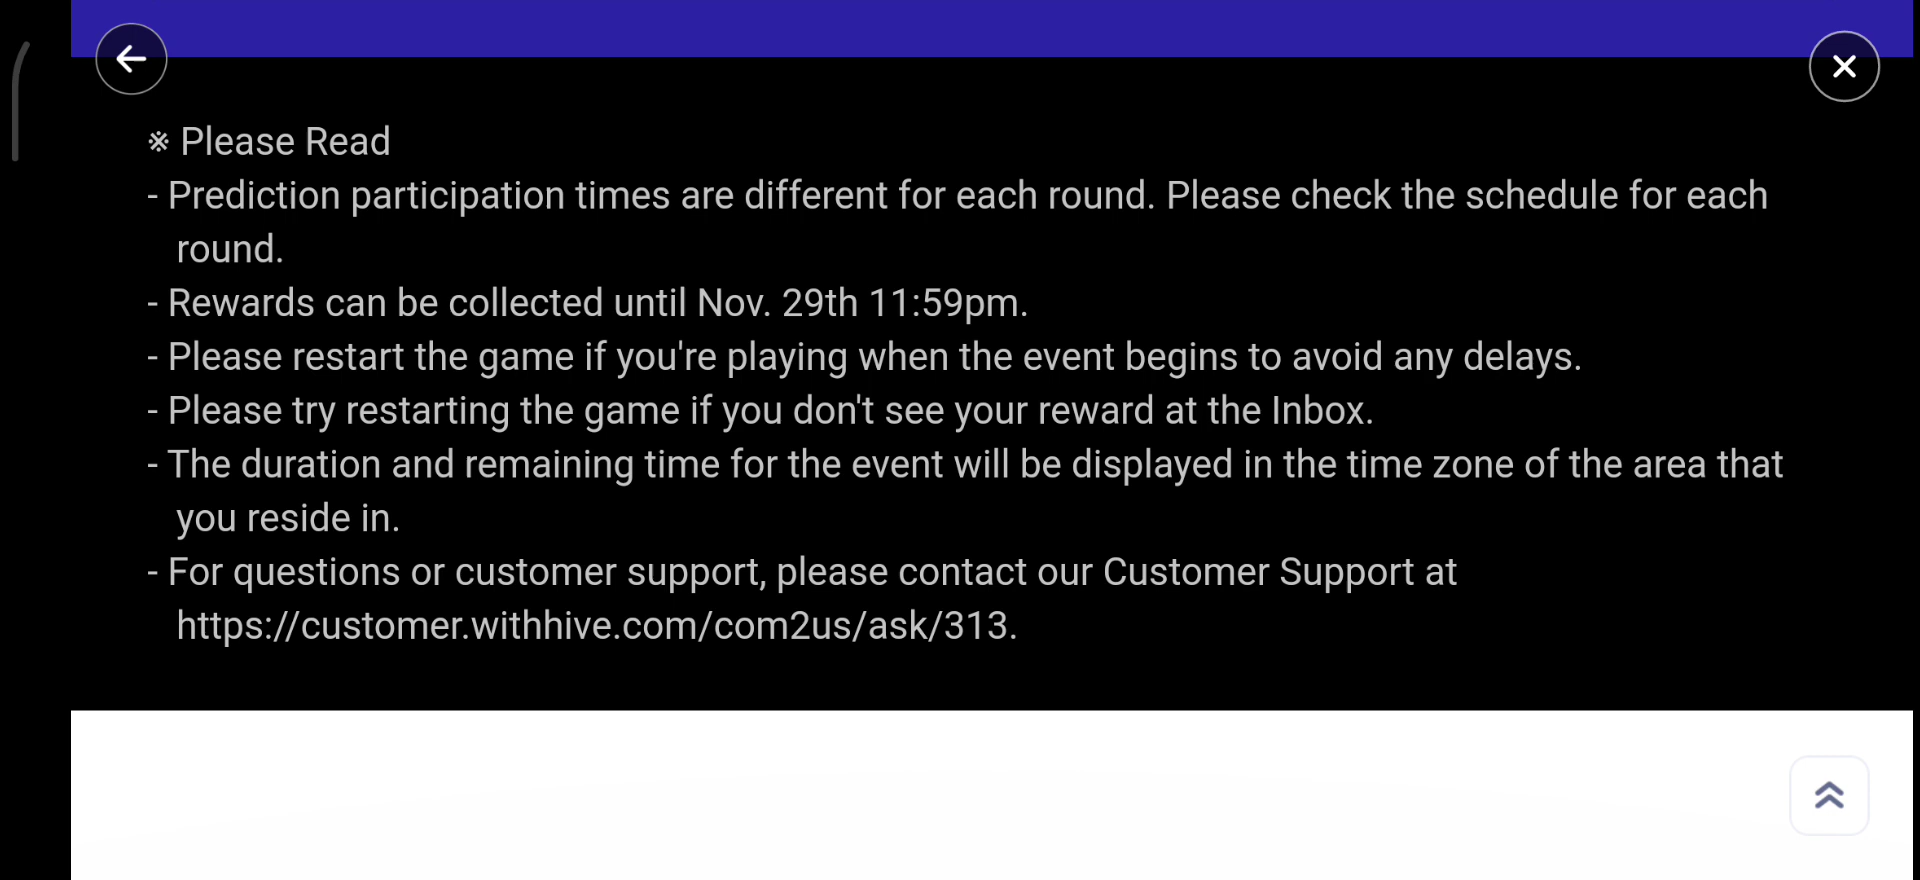 ※ Please Read
- Prediction participation times are different for each round. Please check the schedule for each
round.
- Rewards can be collected until Nov. 29th 11:59pm.
- Please restart the game if you're playing when the event begins to avoid any delays.
- Please try restarting the game if you don't see your reward at the Inbox.
- The duration and remaining time for the event will be displayed in the time zone of the area that
you reside in.
- For questions or customer support, please contact our Customer Support at
https://customer.withhive.com/com2us/ask/313.